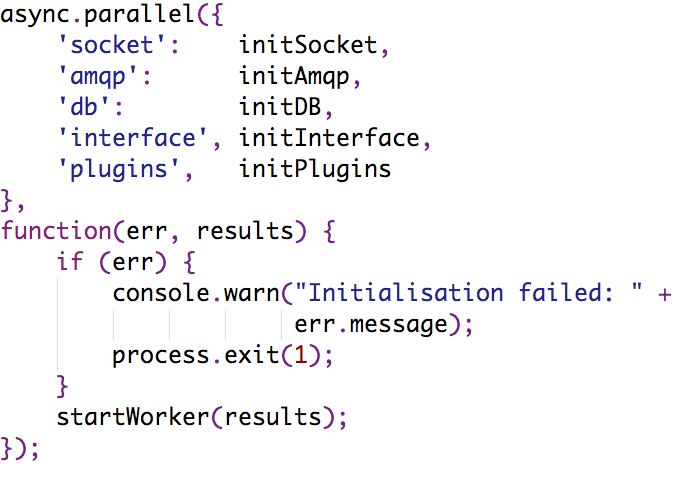 async.parallel({
    'socket':    initSocket,
    'amqp':      initAmqp,
    'db':        initDB,
    'interface', initInterface,
    'plugins',   initPlugins
},
function(err, results) {
    if (err) {
        console.warn("Initialisation failed: " +
                     err.message);
        process.exit(1);
    }
    startWorker(results);
});